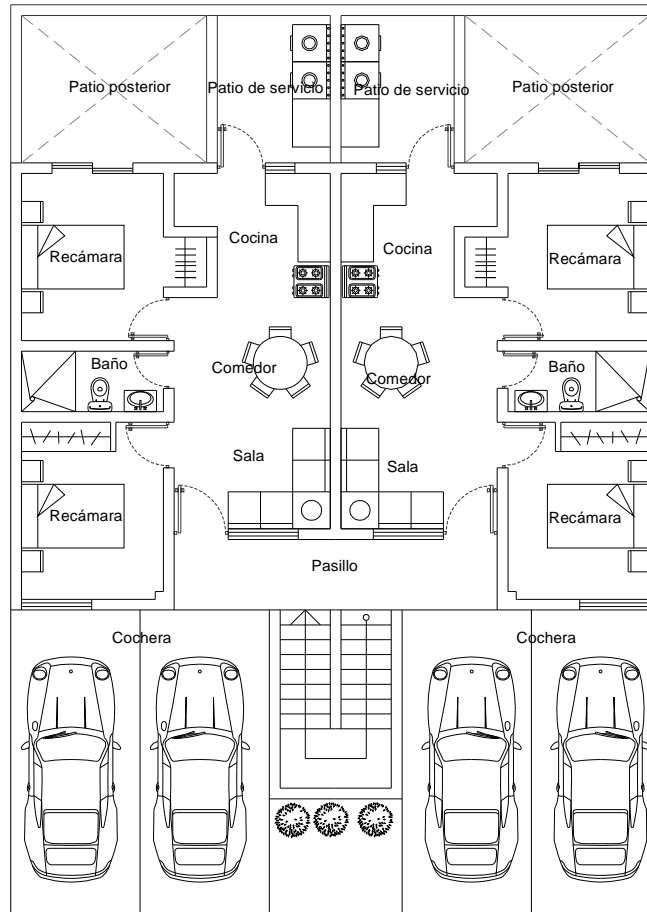 Patio posterior
Patio de servicio
Patio de servicio
Patio posterior
Cocina
Cocina
Recámara
Recámara
Baño
Comedor
Comedor
Baño
Sala
Sala
Recámara
Recámara
Pasillo
Cochera
Cochera